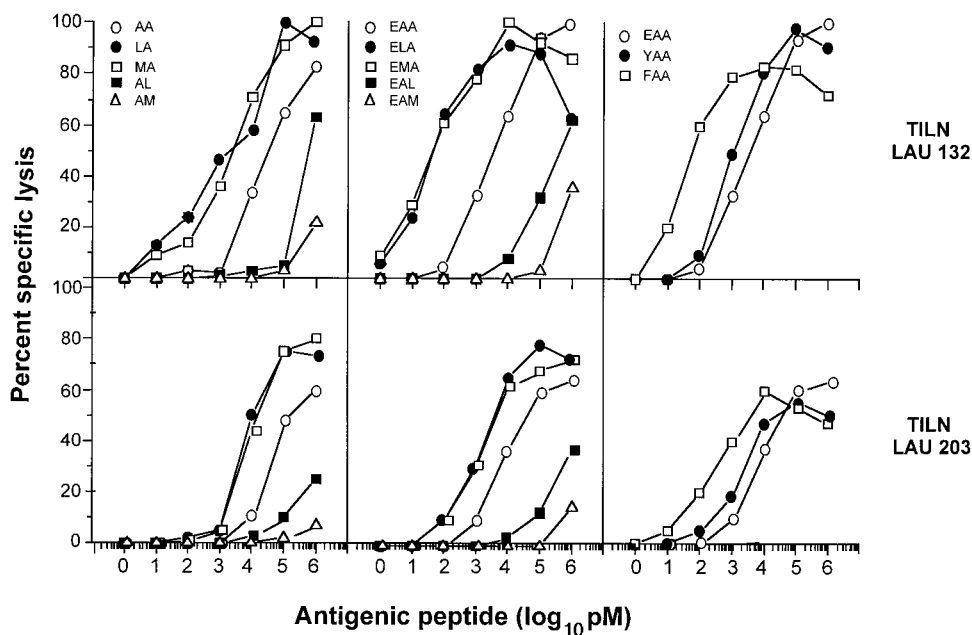 Percent specific lysis
100
80
60
40
20
100
80
60
40
20
0
AA
LA
MA
AL
AM
EAA
ELA
EMA
EAL
EAM
EAA
YAA
FAA
TILN
LAU 132
TILN
LAU 203
0 1 2 3 4 5 6
0 1 2 3 4 5 6
0 1 2 3 4 5 6
Antigenic peptide (log10 pM)